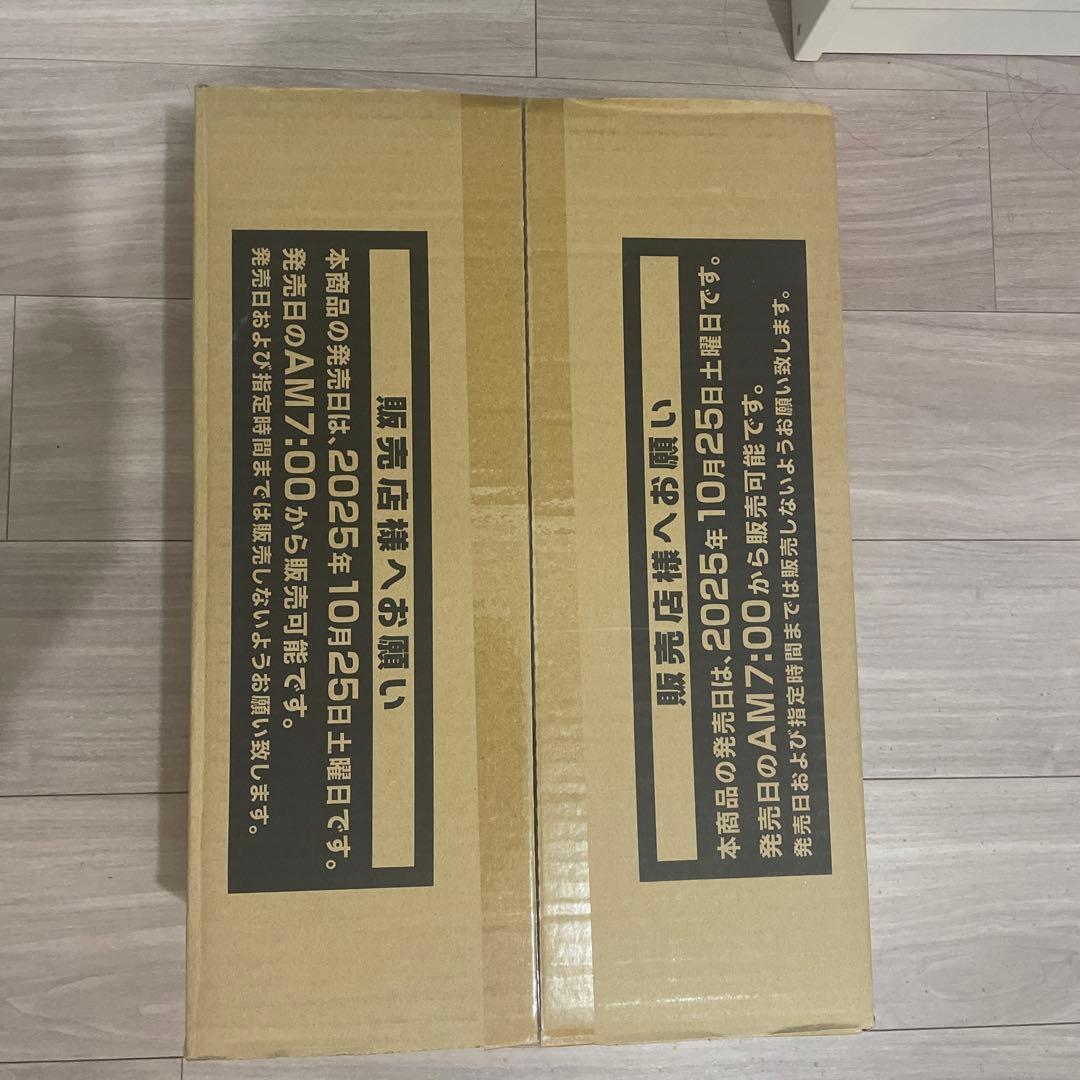 販売店様へお願い
本商品の発売日は、2025年10月25日土曜日です。
発売日のAM7:00から販売可能です。
発売日および指定時間までは販売しないようお願い致します。
販売店様へお願い
本商品の発売日は、2025年10月25日土曜日です。
発売日のAM7:00から販売可能です。
発売日および指定時間までは販売しないようお願い致します。